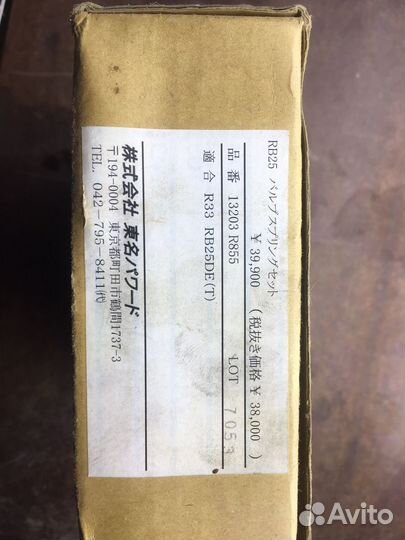 RB25 バルブスプリングセット
¥ 39,900 (税抜き価格 ¥ 38,000 )
品 番 13203 R855 LOT 7053
適 合 R33 RB25DE(T)
株式会社 東名パワード
〒194-0004 東京都町田市鶴間1737-3
TEL. 042-795-8411(代)
Avito